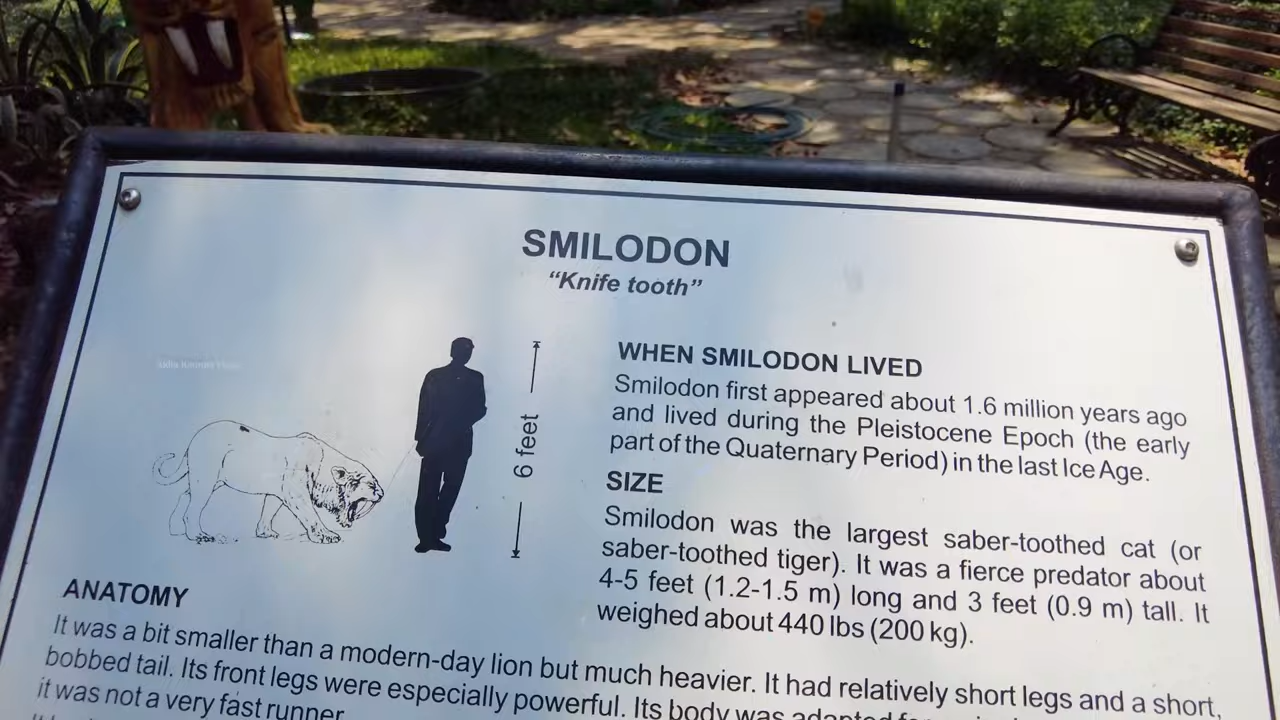 SMILODON
“Knife tooth”
WHEN SMILODON LIVED
Smilodon first appeared about 1.6 million years ago
and lived during the Pleistocene Epoch (the early
part of the Quaternary Period) in the last Ice Age.
6 feet
SIZE
Smilodon was the largest saber-toothed cat (or
saber-toothed tiger). It was a fierce predator about
4-5 feet (1.2-1.5 m) long and 3 feet (0.9 m) tall. It
weighed about 440 lbs (200 kg).
ANATOMY
It was a bit smaller than a modern-day lion but much heavier. It had relatively short legs and a short,
bobbed tail. Its front legs were especially powerful. Its body was adapted
it was not a very fast runner.